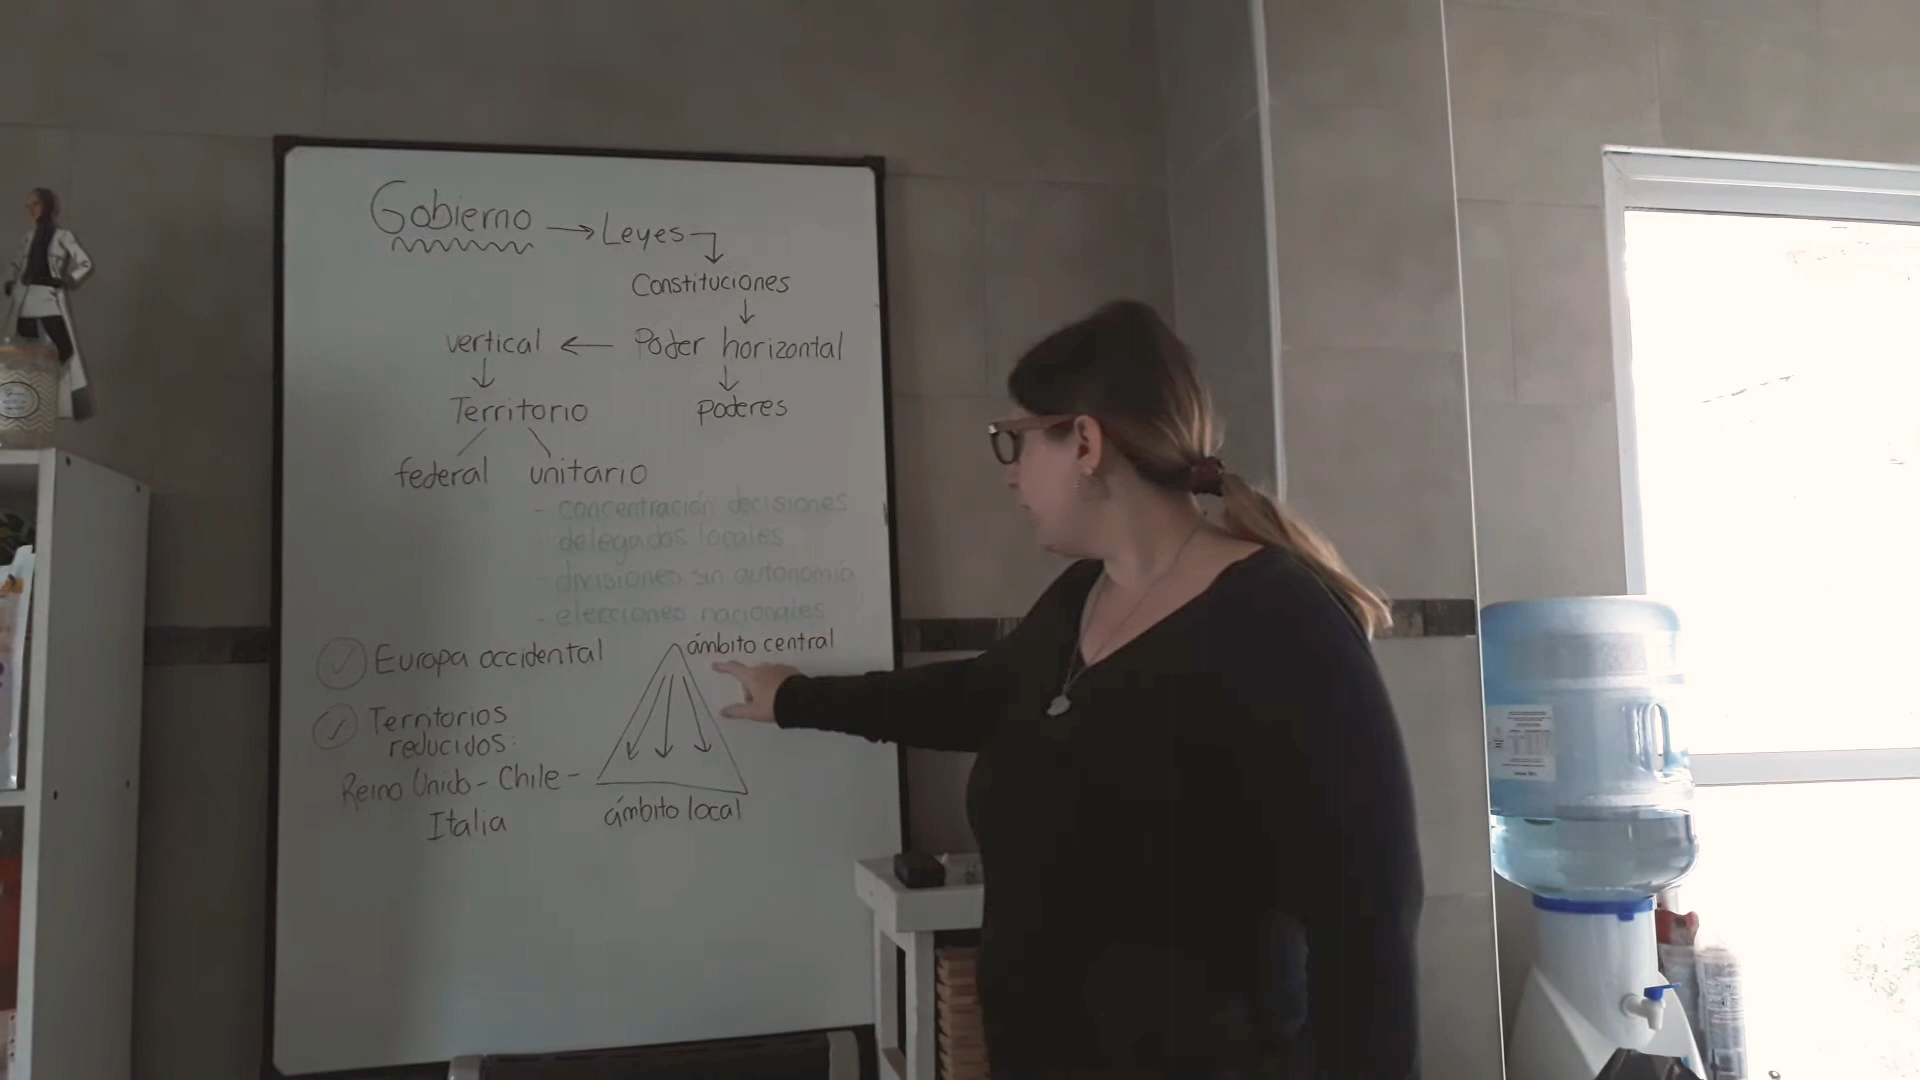 Gobierno → Leyes
Constituciones
vertical ← Poder horizontal
Territorio
poderes
federal unitario
- concentración decisiones
- delegados locales
- divisiones sin autonomía
- elecciones nacionales
Europa occidental
Territorios
reducidos:
Reino Unido - Chile -
Italia
ámbito central
ámbito local